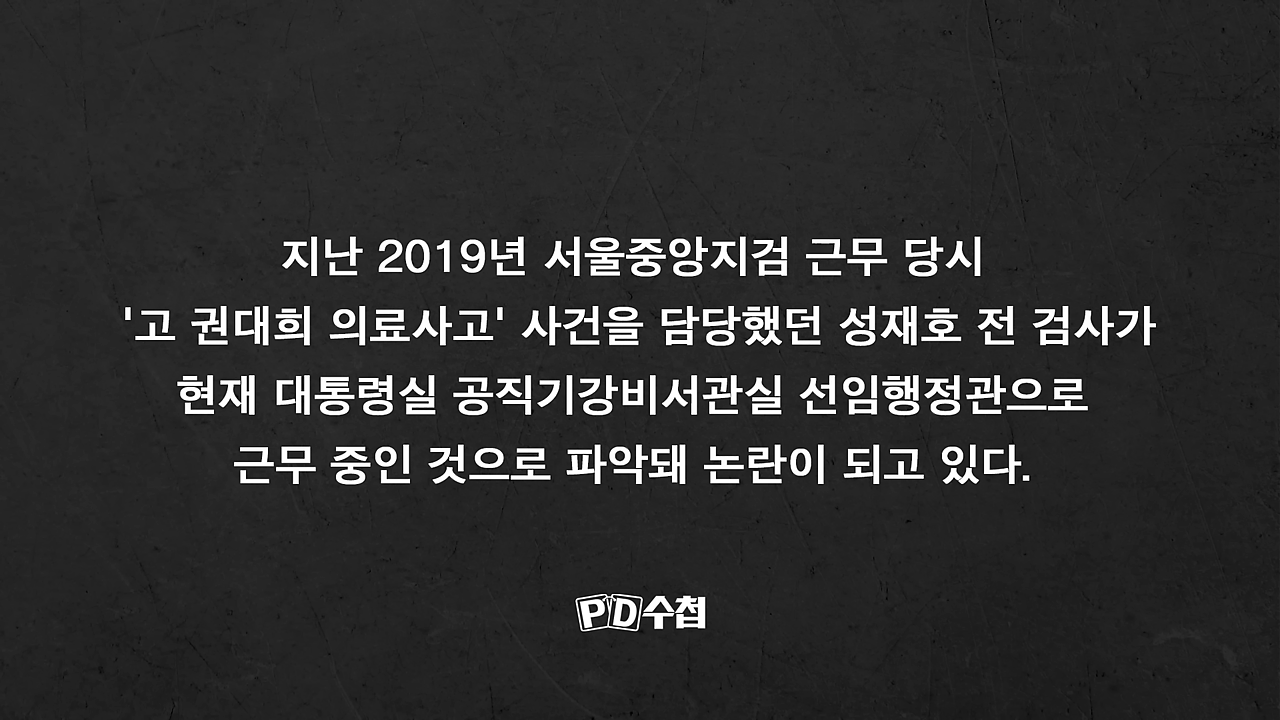 지난 2019년 서울중앙지검 근무 당시
'고 권대희 의료사고' 사건을 담당했던 성재호 전 검사가
현재 대통령실 공직기강비서관실 선임행정관으로
근무 중인 것으로 파악돼 논란이 되고 있다.
PD수첩